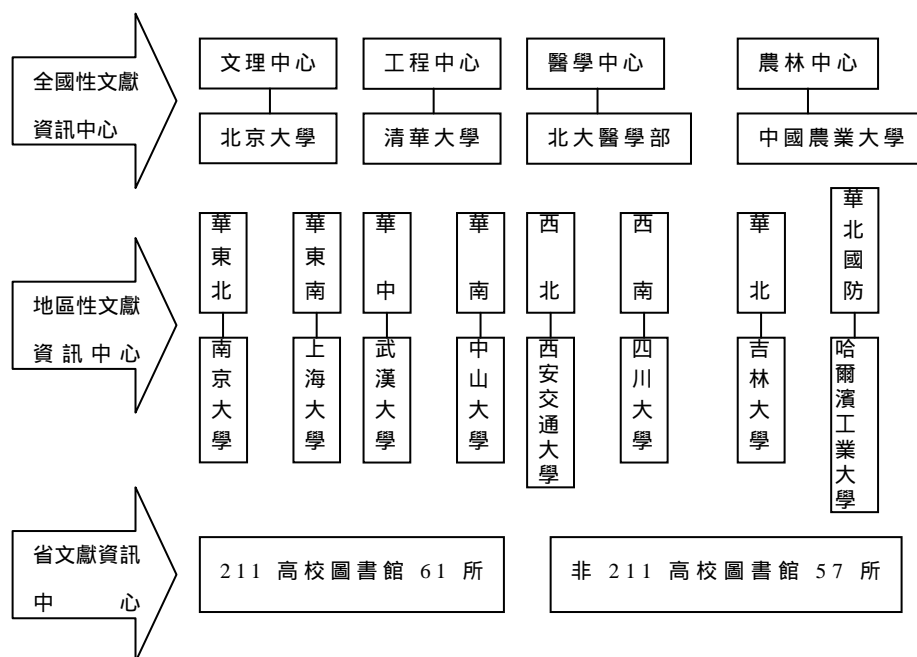 全國性文獻
資訊中心
文理中心
工程中心
醫學中心
農林中心
北京大學
清華大學
北大醫學部
中國農業大學
地區性文獻
資訊中心
華東北
華東南
華中
華南
西北
西南
華北
華北國防
南京大學
上海大學
武漢大學
中山大學
西安交通大學
四川大學
吉林大學
哈爾濱工業大學
省文獻資訊
中心
211 高校圖書館 61 所
非 211 高校圖書館 57 所